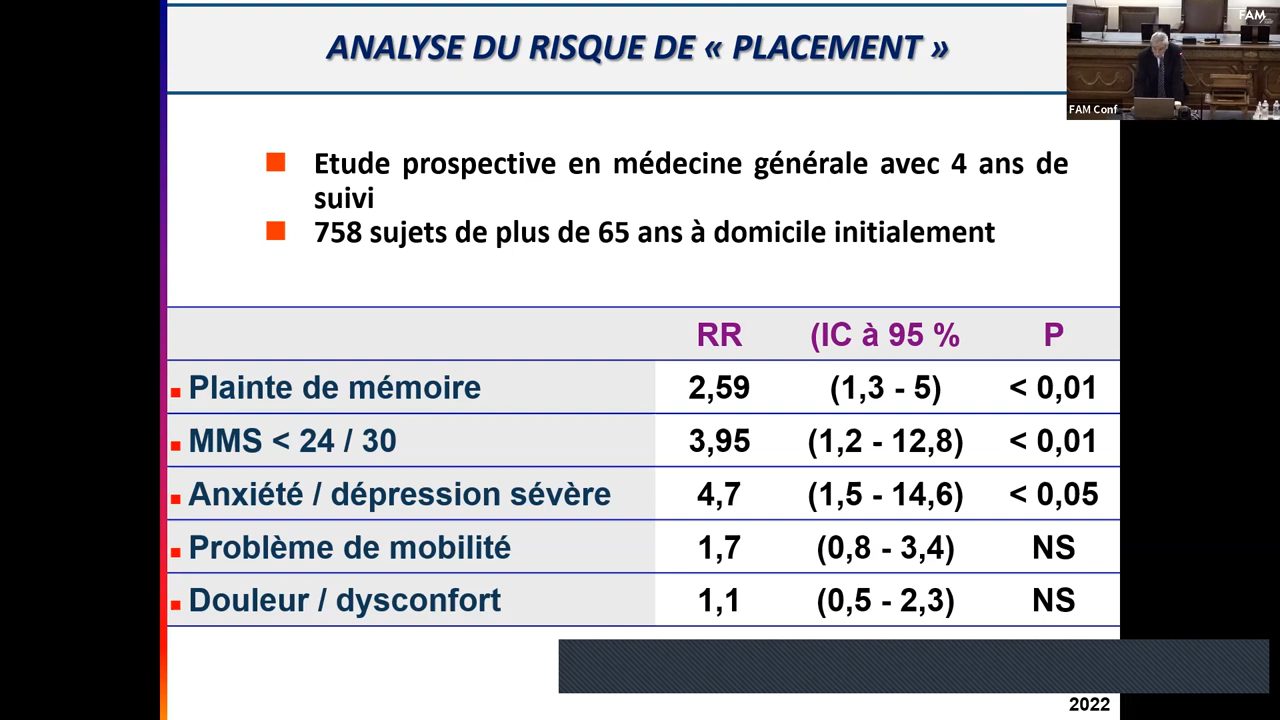 ANALYSE DU RISQUE DE « PLACEMENT »
FAM
FAM Conf
Etude prospective en médecine générale avec 4 ans de
suivi
758 sujets de plus de 65 ans à domicile initialement
RR (IC à 95 % P
Plainte de mémoire 2,59 (1,3 - 5) < 0,01
MMS < 24 / 30 3,95 (1,2 - 12,8) < 0,01
Anxiété / dépression sévère 4,7 (1,5 - 14,6) < 0,05
Problème de mobilité 1,7 (0,8 - 3,4) NS
Douleur / dysconfort 1,1 (0,5 - 2,3) NS
2022